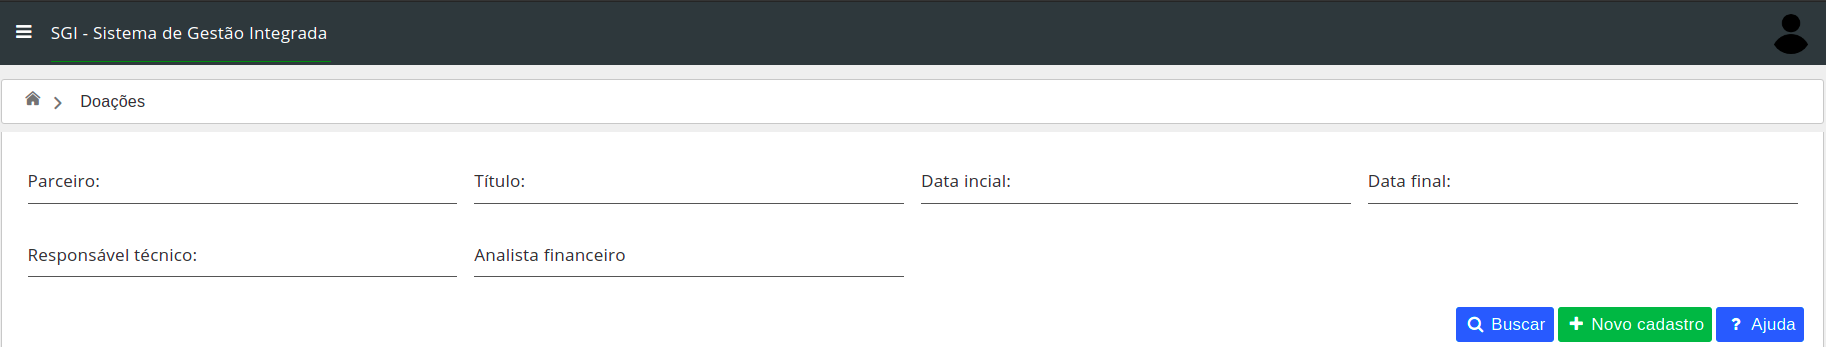 SGI - Sistema de Gestão Integrada
Doações
Parceiro: Título: Data incial: Data final:
Responsável técnico: Analista financeiro
Buscar Novo cadastro ? Ajuda